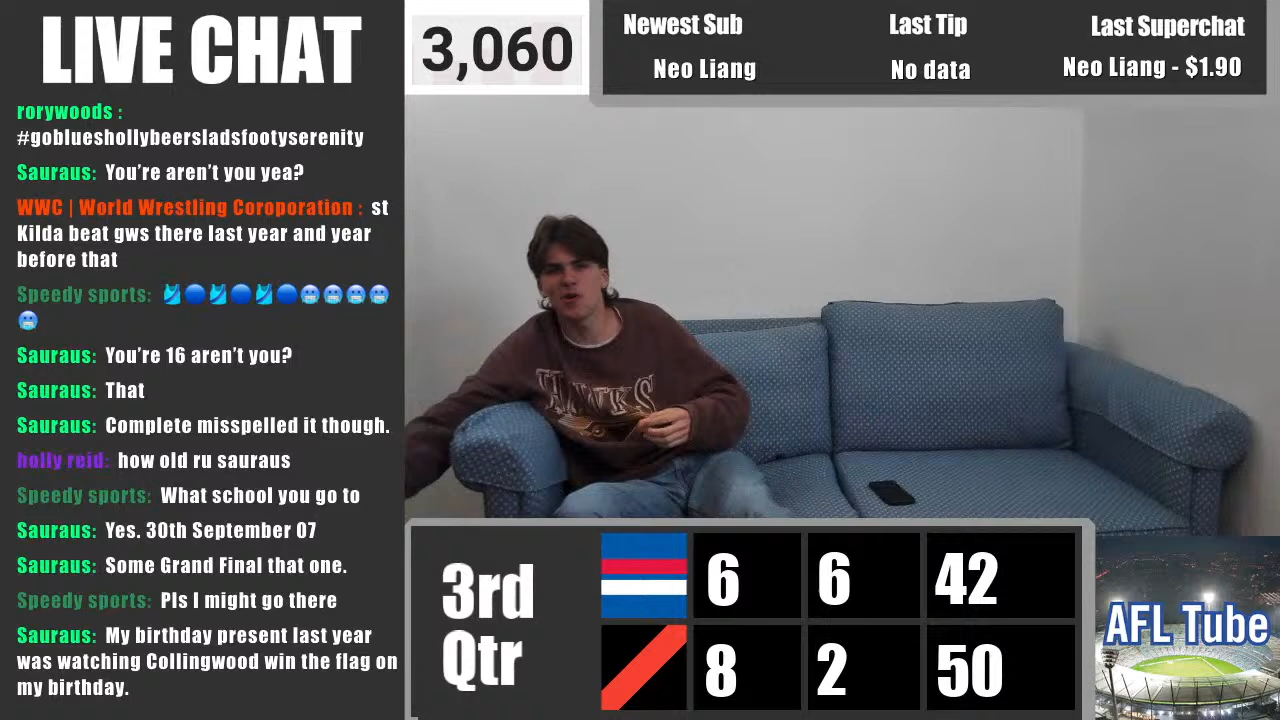 LIVE CHAT
rorywoods :
#goblueshollybeersladsfootyserenity
Sauraus: You're aren't you yea?
WWC | World Wrestling Coroporation : st
Kilda beat gws there last year and year
before that
Speedy sports:
Sauraus: You're 16 aren't you?
Sauraus: That
Sauraus: Complete misspelled it though.
holly reid: how old ru sauraus
Speedy sports: What school you go to
Sauraus: Yes. 30th September 07
Sauraus: Some Grand Final that one.
Speedy sports: Pls I might go there
Sauraus: My birthday present last year
was watching Collingwood win the flag on
my birthday.
3,060
Newest Sub
Neo Liang
Last Tip
No data
Last Superchat
Neo Liang - $1.90
HAWKS
3rd
Qtr
6 6 42
8 2 50
AFL Tube